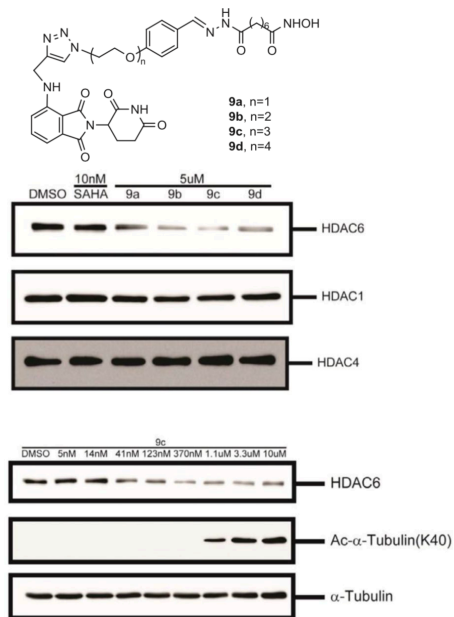 N=N
N
O
n
N
N
H
O
6
O
NHOH
NH
O
O
N
NH
O
O
9a, n=1
9b, n=2
9c, n=3
9d, n=4
10nM 5uM
DMSO SAHA 9a 9b 9c 9d
HDAC6
HDAC1
HDAC4
9c
DMSO 5nM 14nM 41nM 123nM 370nM 1.1uM 3.3uM 10uM
HDAC6
Ac-α-Tubulin(K40)
α-Tubulin